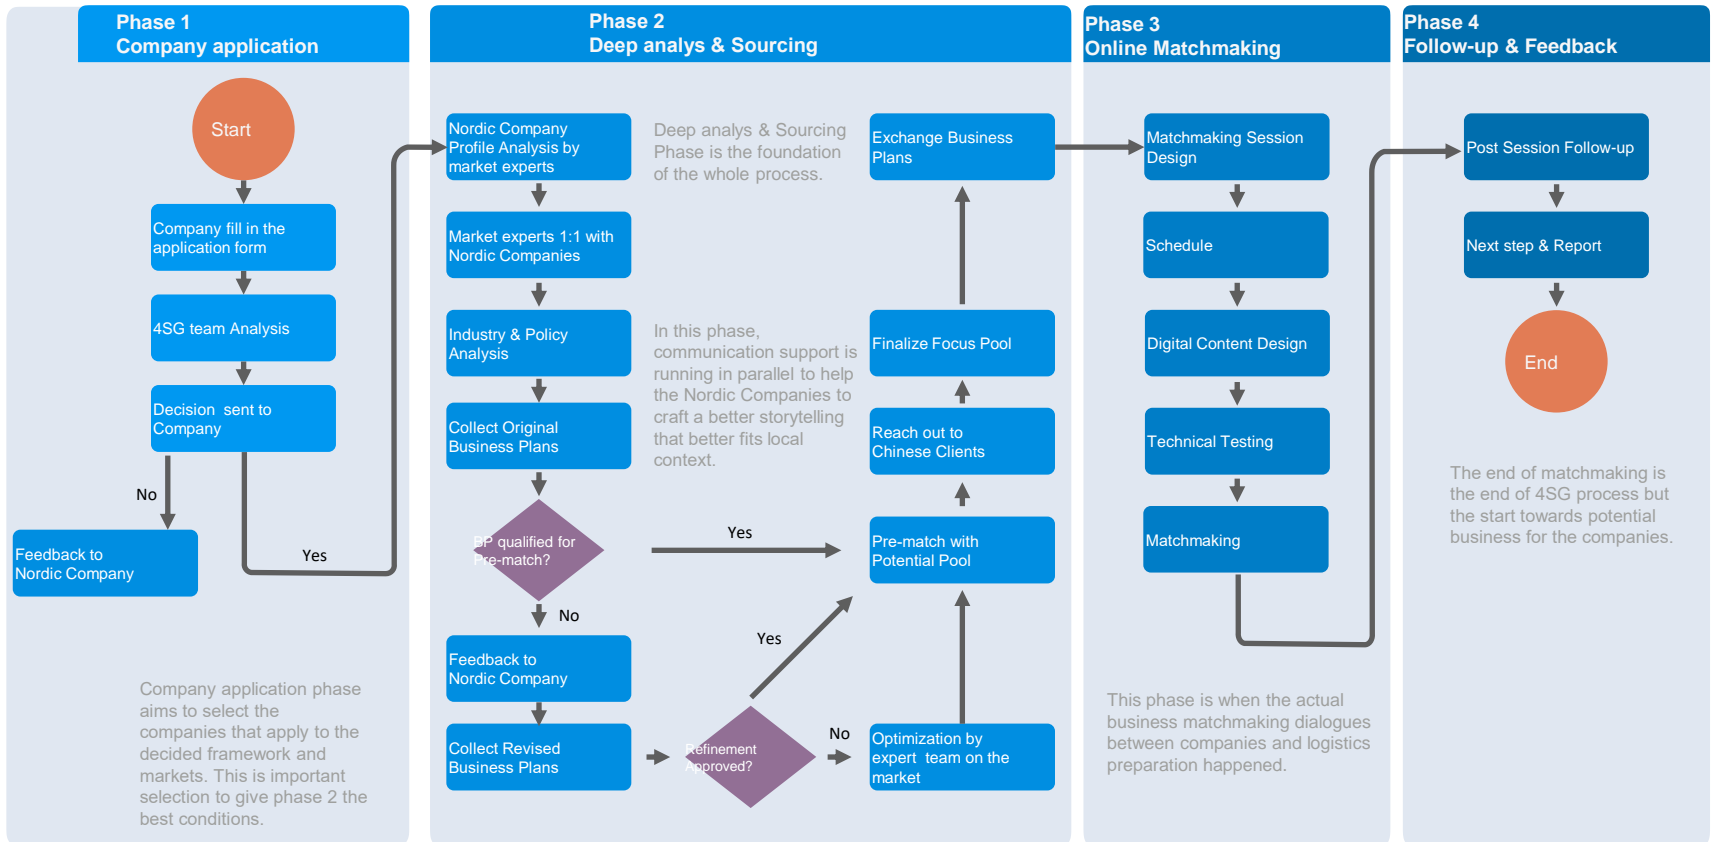 Phase 1
Company application
Start
Company fill in the
application form
4SG team Analysis
Decision  sent to
Company
No
Feedback to
Nordic Company
Yes
Company application phase
aims to select the
companies that apply to the
decided framework and
markets. This is important
selection to give phase 2 the
best conditions.
Phase 2
Deep analys & Sourcing
Nordic Company
Profile Analysis by
market experts
Market experts 1:1 with
Nordic Companies
Industry & Policy
Analysis
Collect Original
Business Plans
BP qualified for
Pre-match?
No
Feedback to
Nordic Company
Collect Revised
Business Plans
Deep analys & Sourcing
Phase is the foundation
of the whole process.
In this phase,
communication support is
running in parallel to help
the Nordic Companies to
craft a better storytelling
that better fits local
context.
Yes
Yes
Refinement
Approved?
No
Exchange Business
Plans
Finalize Focus Pool
Reach out to
Chinese Clients
Pre-match with
Potential Pool
Optimization by
expert  team on the
market
Phase 3
Online Matchmaking
Matchmaking Session
Design
Schedule
Digital Content Design
Technical Testing
Matchmaking
This phase is when the actual
business matchmaking dialogues
between companies and logistics
preparation happened.
Phase 4
Follow-up & Feedback
Post Session Follow-up
Next step & Report
End
The end of matchmaking is
the end of 4SG process but
the start towards potential
business for the companies.